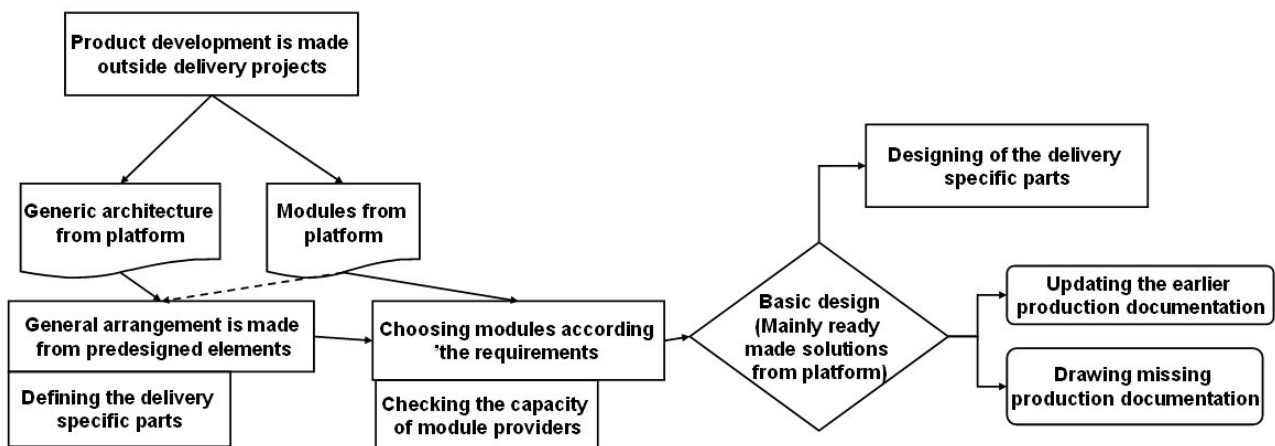 Product development is made
outside delivery projects
Generic architecture
from platform
Modules from
platform
General arrangement is made
from predesigned elements
Defining the delivery
specific parts
Choosing modules according
’the requirements
Checking the capacity
of module providers
Basic design
(Mainly ready
made solutions
from platform)
Designing of the delivery
specific parts
Updating the earlier
production documentation
Drawing missing
production documentation